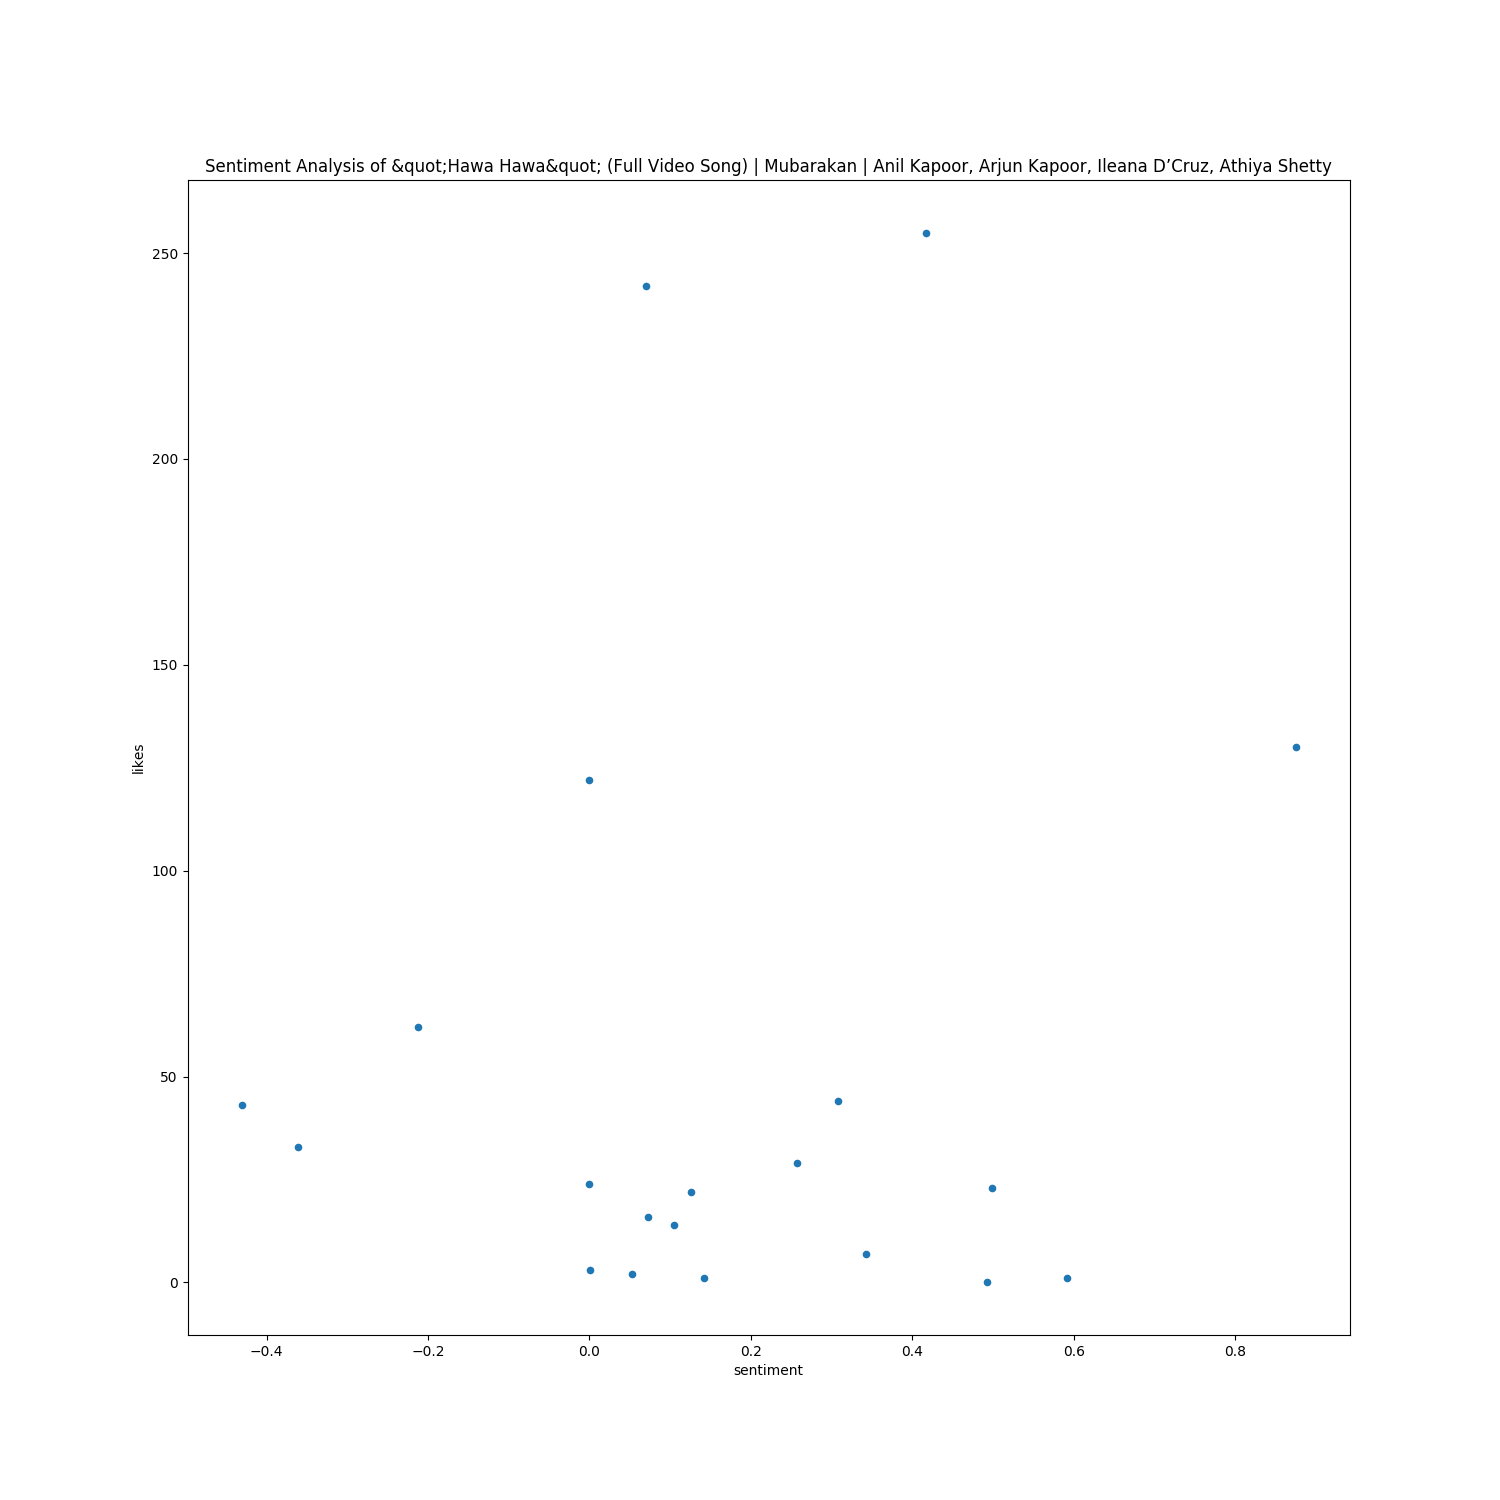 Sentiment Analysis of &quot;Hawa Hawa&quot; (Full Video Song) | Mubarakan | Anil Kapoor, Arjun Kapoor, Ileana D’Cruz, Athiya Shetty
250
200
150
100
50
0
likes
−0.4 −0.2 0.0 0.2 0.4 0.6 0.8
sentiment